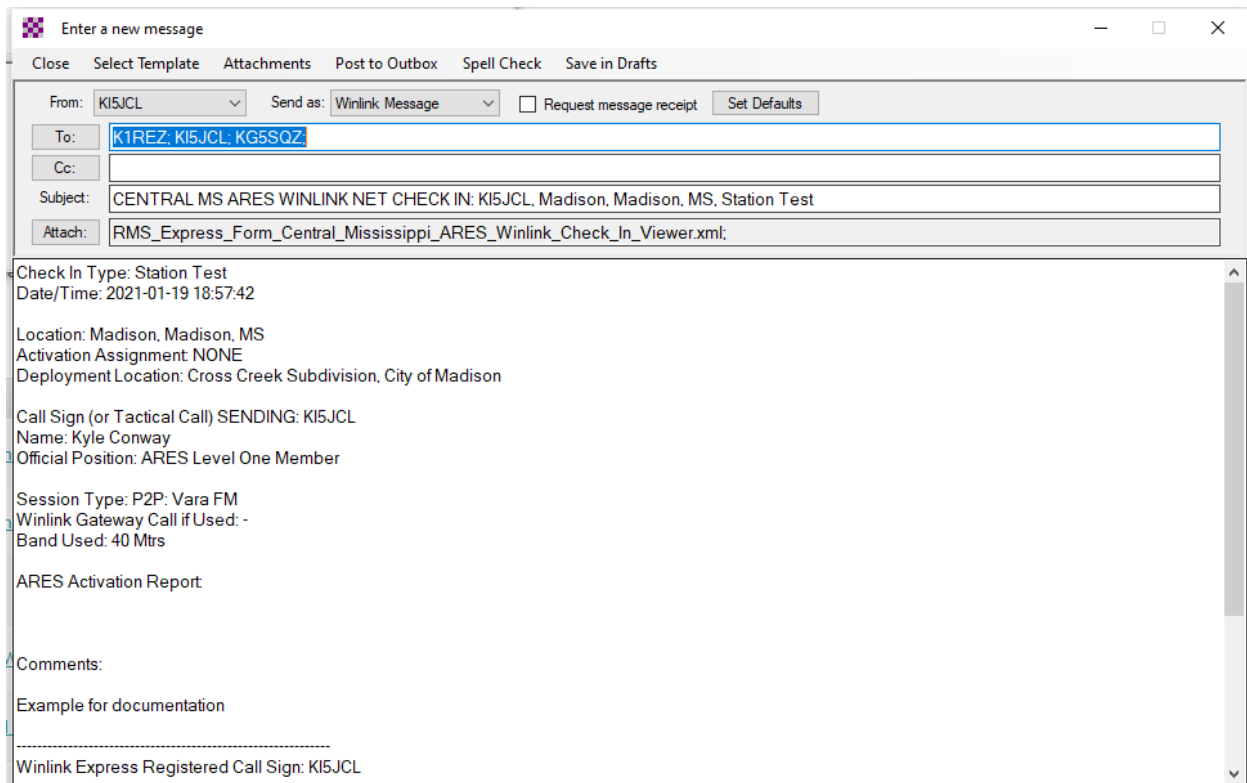 Enter a new message
Close Select Template Attachments Post to Outbox Spell Check Save in Drafts
From: KI5JCL Send as: Winlink Message Request message receipt Set Defaults
To: K1REZ; KI5JCL; KG5SQZ;
Cc:
Subject: CENTRAL MS ARES WINLINK NET CHECK IN: KI5JCL, Madison, Madison, MS, Station Test
Attach: RMS_Express_Form_Central_Mississippi_ARES_Winlink_Check_In_Viewer.xml;
Check In Type: Station Test
Date/Time: 2021-01-19 18:57:42
Location: Madison, Madison, MS
Activation Assignment: NONE
Deployment Location: Cross Creek Subdivision, City of Madison
Call Sign (or Tactical Call) SENDING: KI5JCL
Name: Kyle Conway
Official Position: ARES Level One Member
Session Type: P2P: Vara FM
Winlink Gateway Call if Used: -
Band Used: 40 Mtrs
ARES Activation Report:
Comments:
Example for documentation
-------------------------------------------------------------
Winlink Express Registered Call Sign: KI5JCL